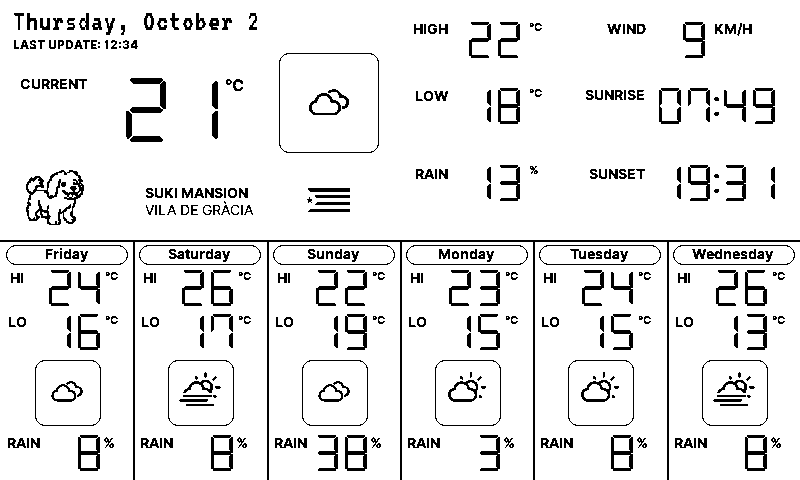 Thursday, October 2
LAST UPDATE: 12:34
CURRENT 21 °C
SUKI MANSION
VILA DE GRÀCIA
HIGH 22 °C
LOW 18 °C
RAIN 13 %
WIND 9 KM/H
SUNRISE 07:49
SUNSET 19:31
Friday
HI 24 °C
LO 16 °C
RAIN 8 %
Saturday
HI 26 °C
LO 17 °C
RAIN 8 %
Sunday
HI 22 °C
LO 19 °C
RAIN 38 %
Monday
HI 23 °C
LO 15 °C
RAIN 3 %
Tuesday
HI 24 °C
LO 15 °C
RAIN 8 %
Wednesday
HI 26 °C
LO 13 °C
RAIN 8 %